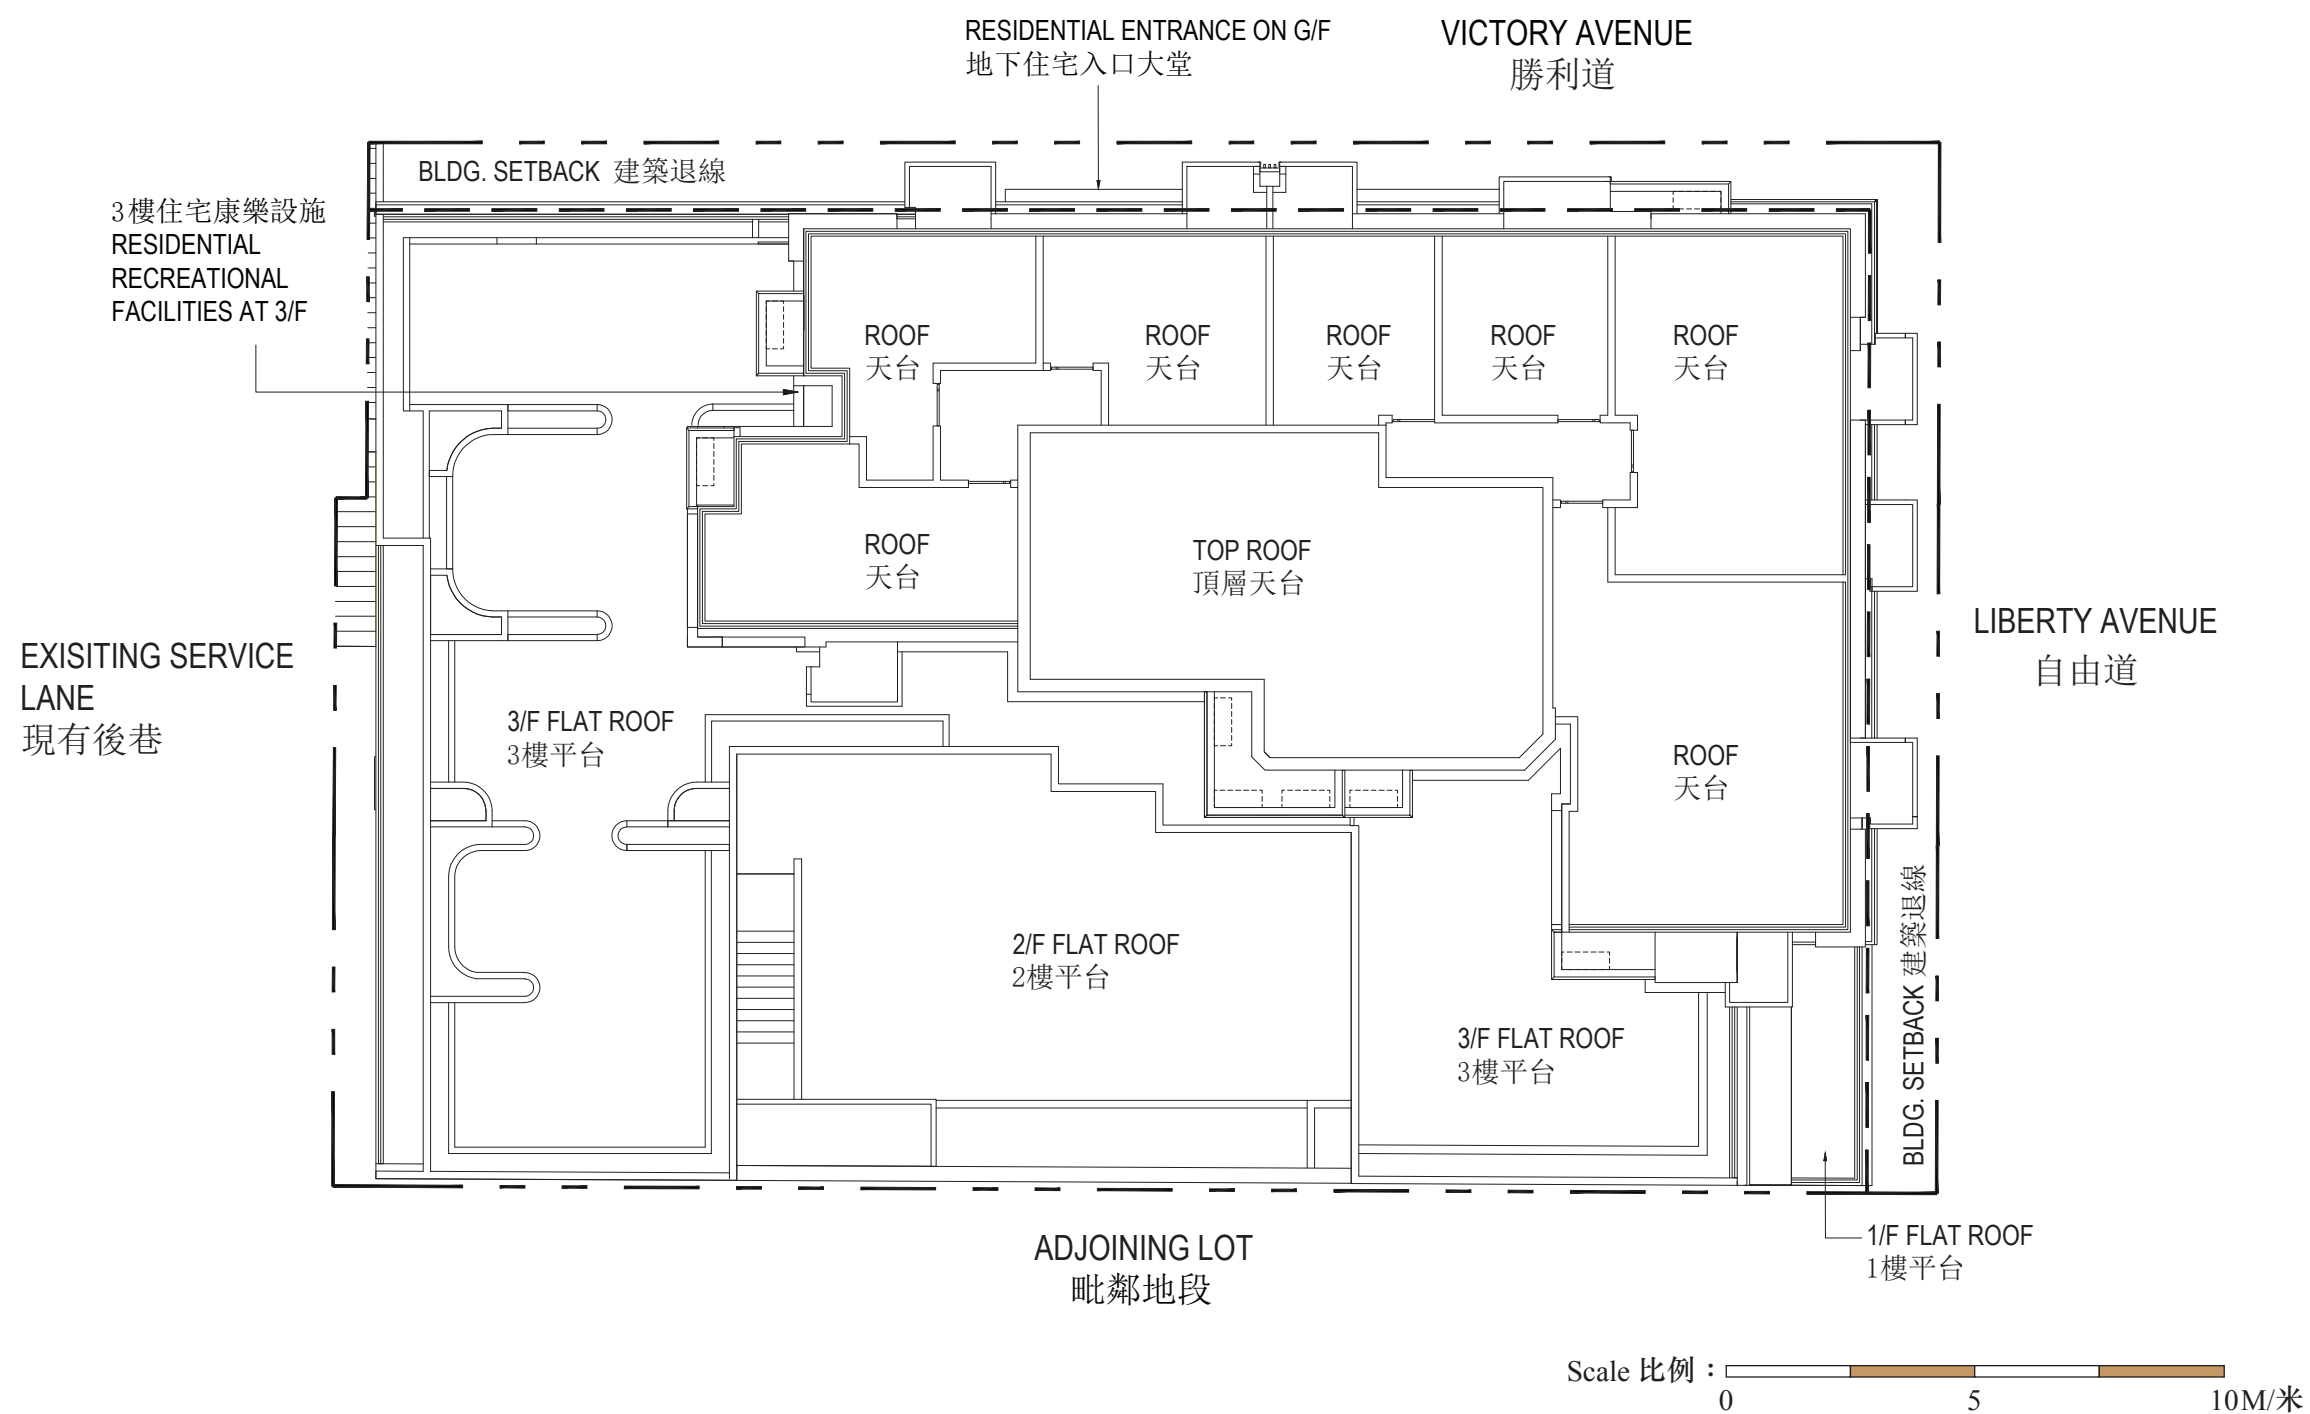 RESIDENTIAL ENTRANCE ON G/F
地下住宅入口大堂
VICTORY AVENUE
勝利道
BLDG. SETBACK 建築退線
3樓住宅康樂設施
RESIDENTIAL
RECREATIONAL
FACILITIES AT 3/F
ROOF
天台
ROOF
天台
ROOF
天台
ROOF
天台
ROOF
天台
ROOF
天台
TOP ROOF
頂層天台
EXISITING SERVICE
LANE
現有後巷
LIBERTY AVENUE
自由道
3/F FLAT ROOF
3樓平台
ROOF
天台
2/F FLAT ROOF
2樓平台
3/F FLAT ROOF
3樓平台
BLDG. SETBACK 建築退線
1/F FLAT ROOF
1樓平台
ADJOINING LOT
毗鄰地段
Scale 比例：
0 5 10M/米